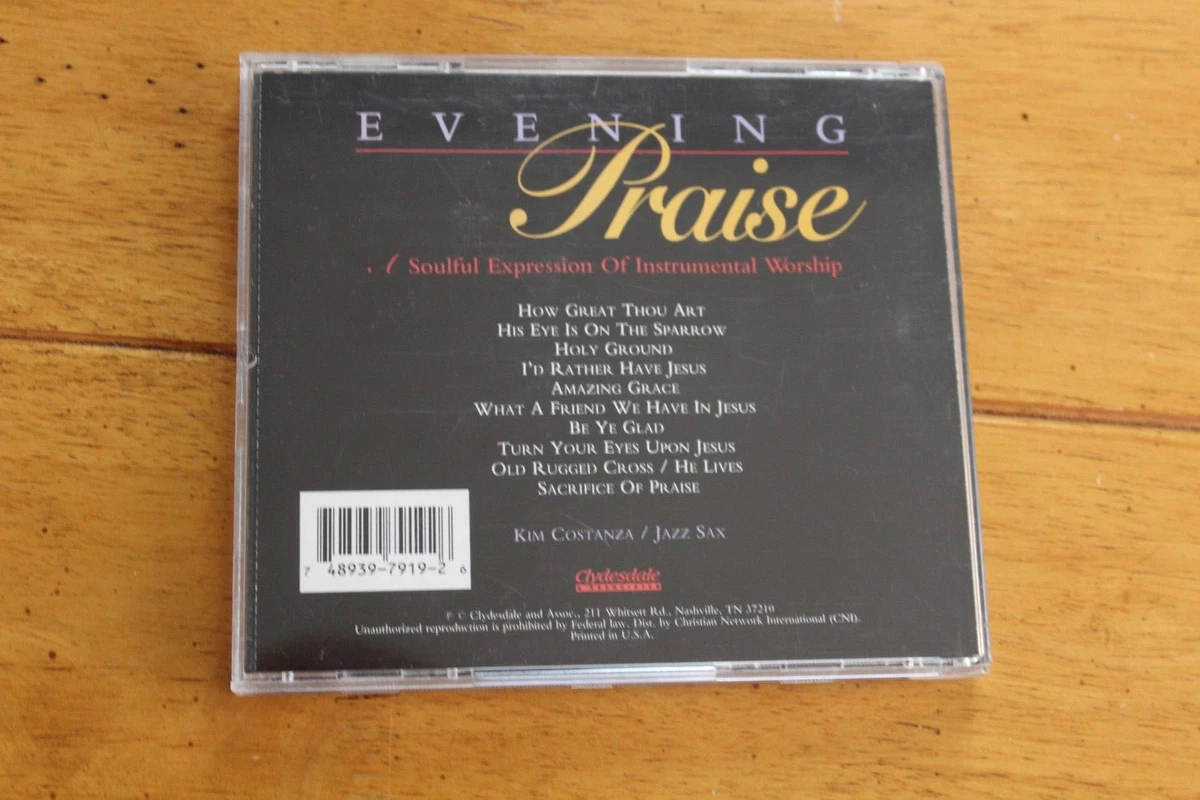 EVENING
Praise
A Soulful Expression Of Instrumental Worship
How Great Thou Art
His Eye Is On The Sparrow
Holy Ground
I'd Rather Have Jesus
Amazing Grace
What A Friend We Have In Jesus
Be Ye Glad
Turn Your Eyes Upon Jesus
Old Rugged Cross / He Lives
Sacrifice Of Praise
Kim Costanza / Jazz Sax
7 48939-7919-2 6
Clydesdale
& ASSOCIATES
℗ © Clydesdale and Assoc., 211 Whitsett Rd., Nashville, TN 37210
Unauthorized reproduction is prohibited by Federal law. Dist. by Christian Network International (CNI).
Printed in U.S.A.